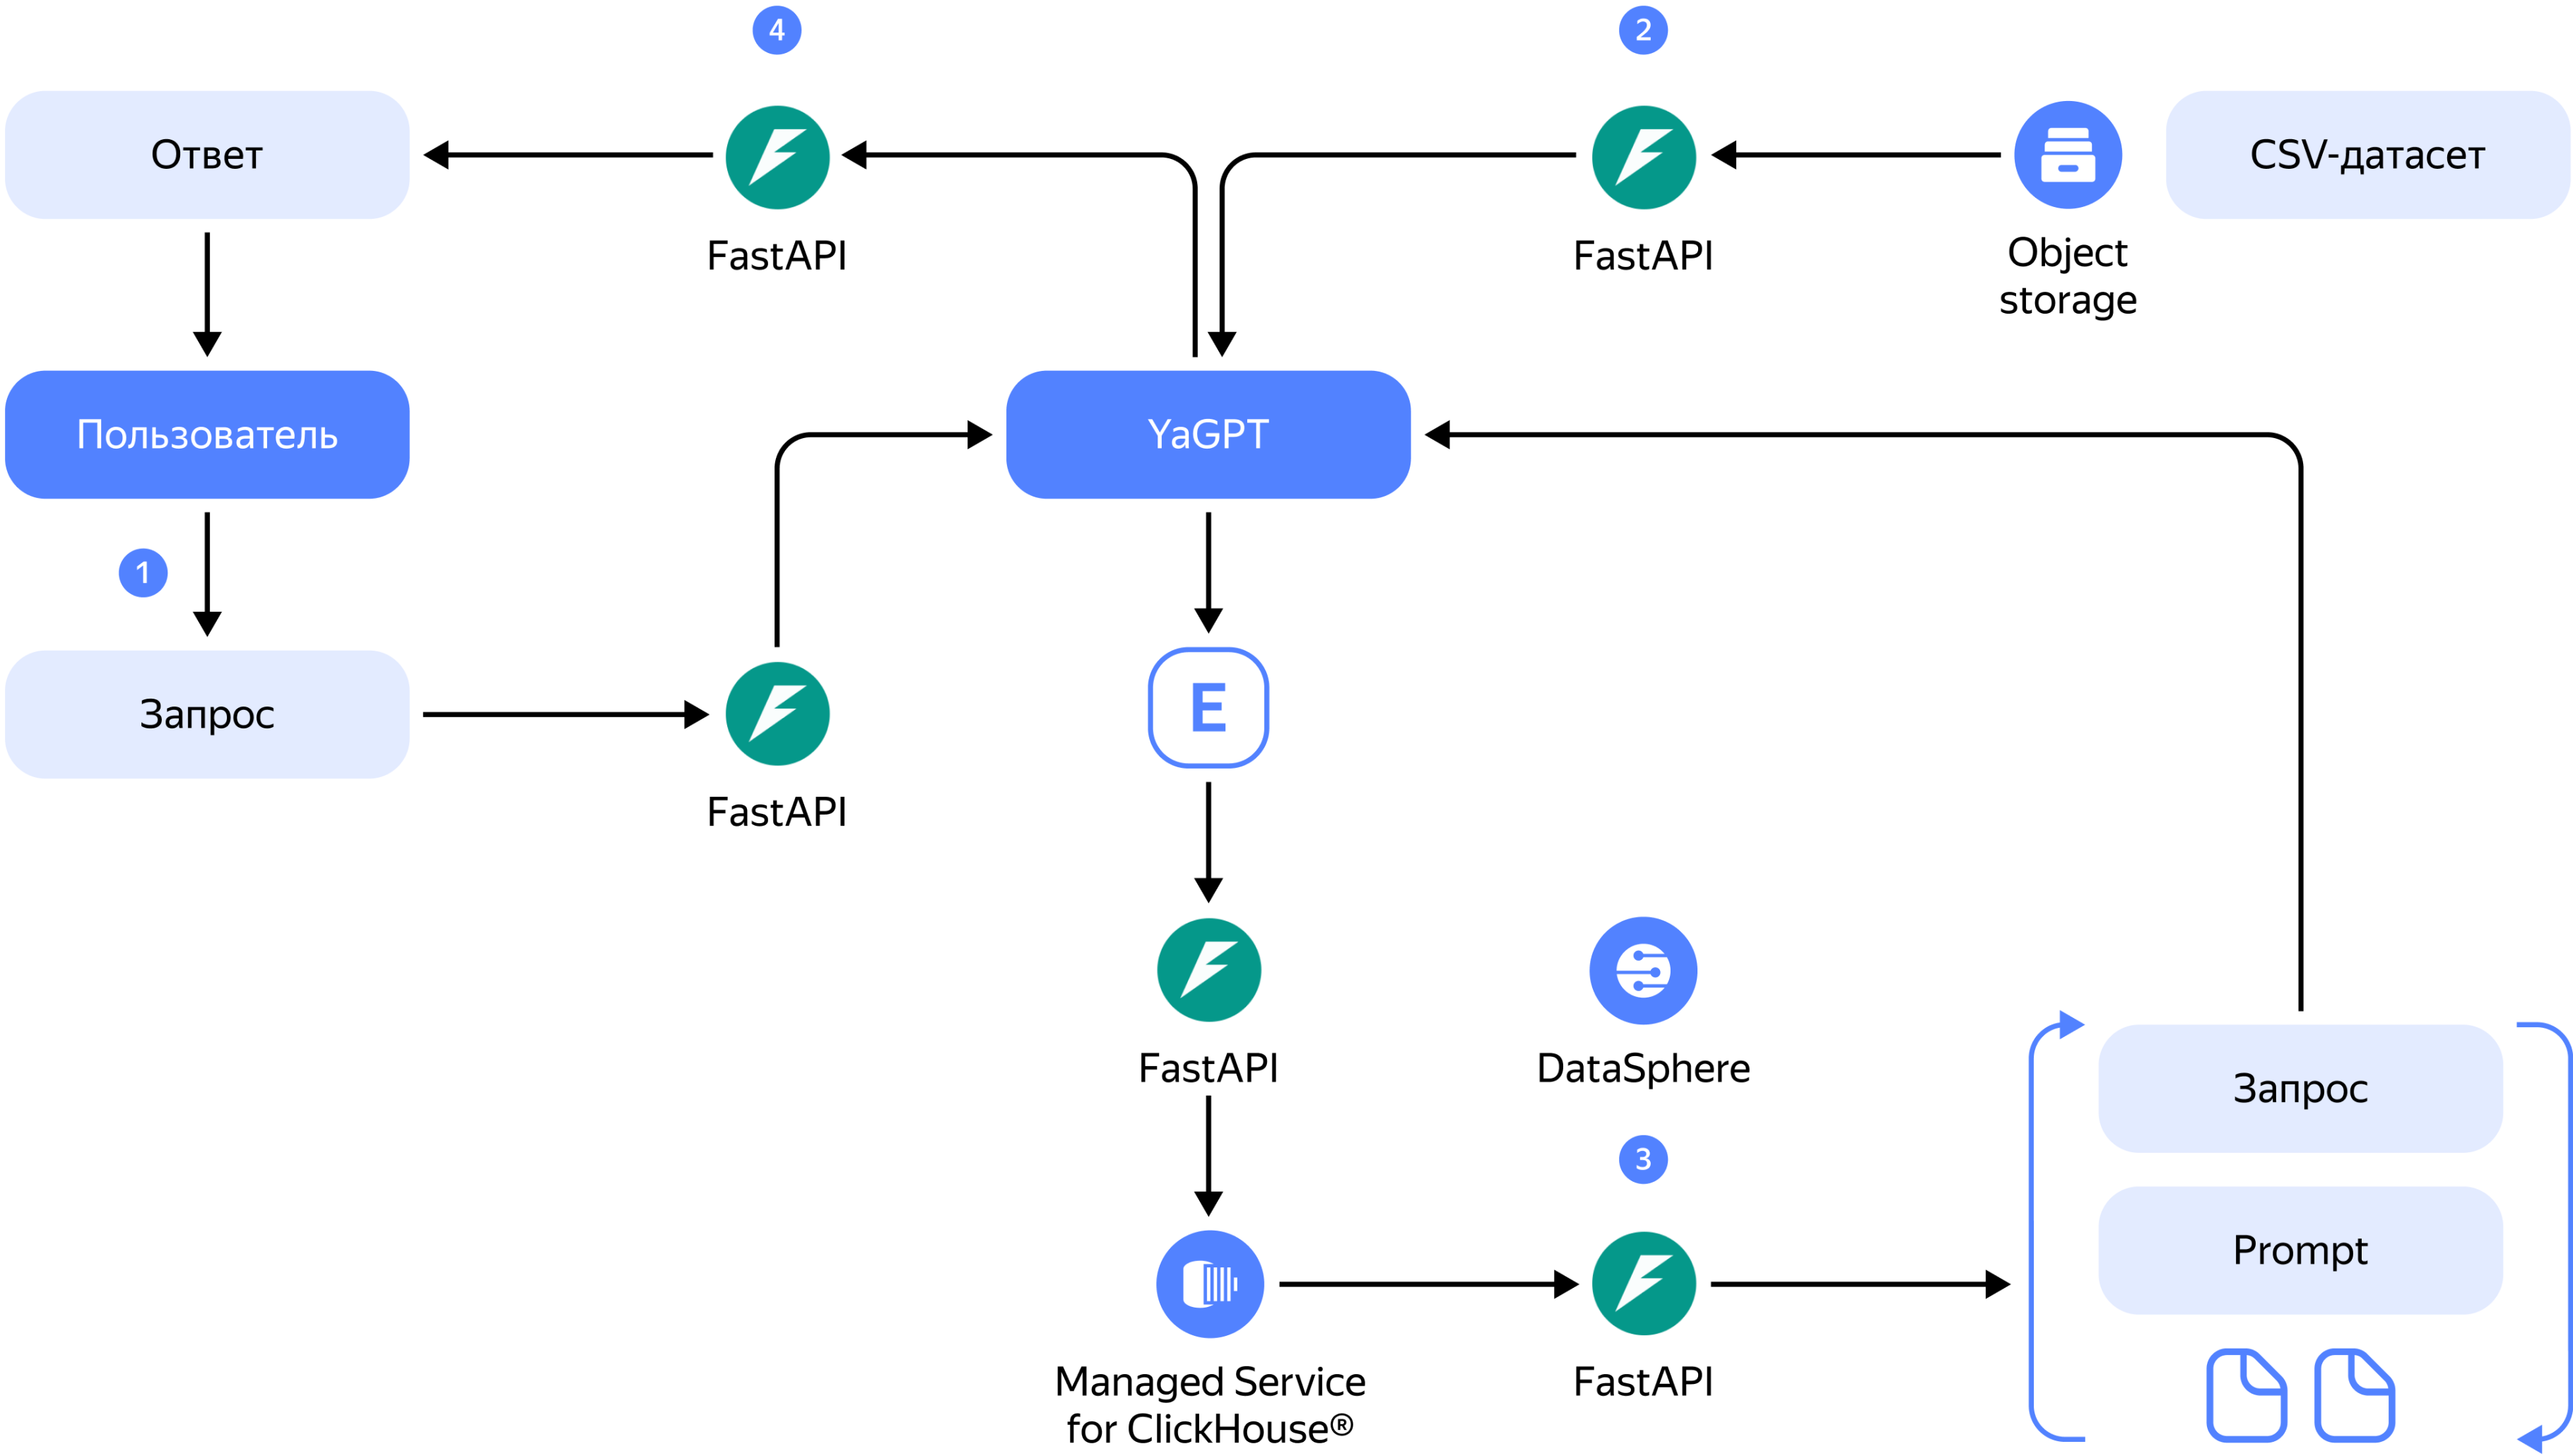 4
2
Ответ
CSV-датасет
FastAPI
FastAPI
Object
storage
Пользователь
YaGPT
1
E
Запрос
FastAPI
FastAPI
DataSphere
Запрос
3
Prompt
Managed Service
for ClickHouse®
FastAPI